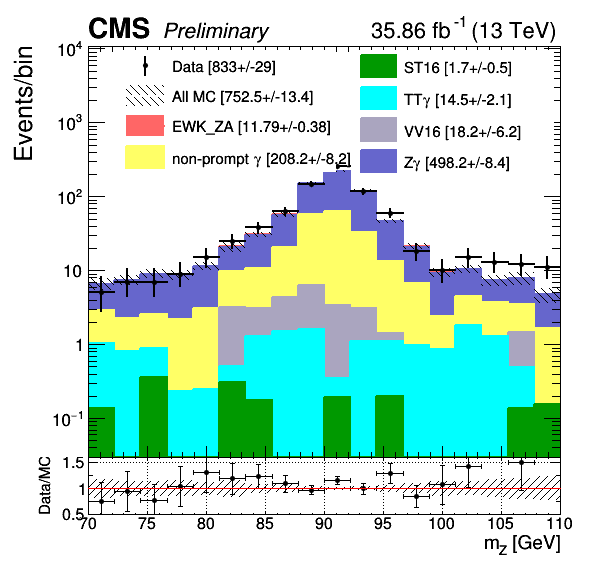 CMS Preliminary 35.86 fb⁻¹ (13 TeV)
Events/bin
10⁴
10³
10²
10
1
10⁻¹
Data [833+/-29]
All MC [752.5+/-13.4]
EWK_ZA [11.79+/-0.38]
non-prompt γ [208.2+/-8.2]
ST16 [1.7+/-0.5]
TTγ [14.5+/-2.1]
VV16 [18.2+/-6.2]
Zγ [498.2+/-8.4]
Data/MC
1.5
1
0.5
70 75 80 85 90 95 100 105 110
m_Z [GeV]